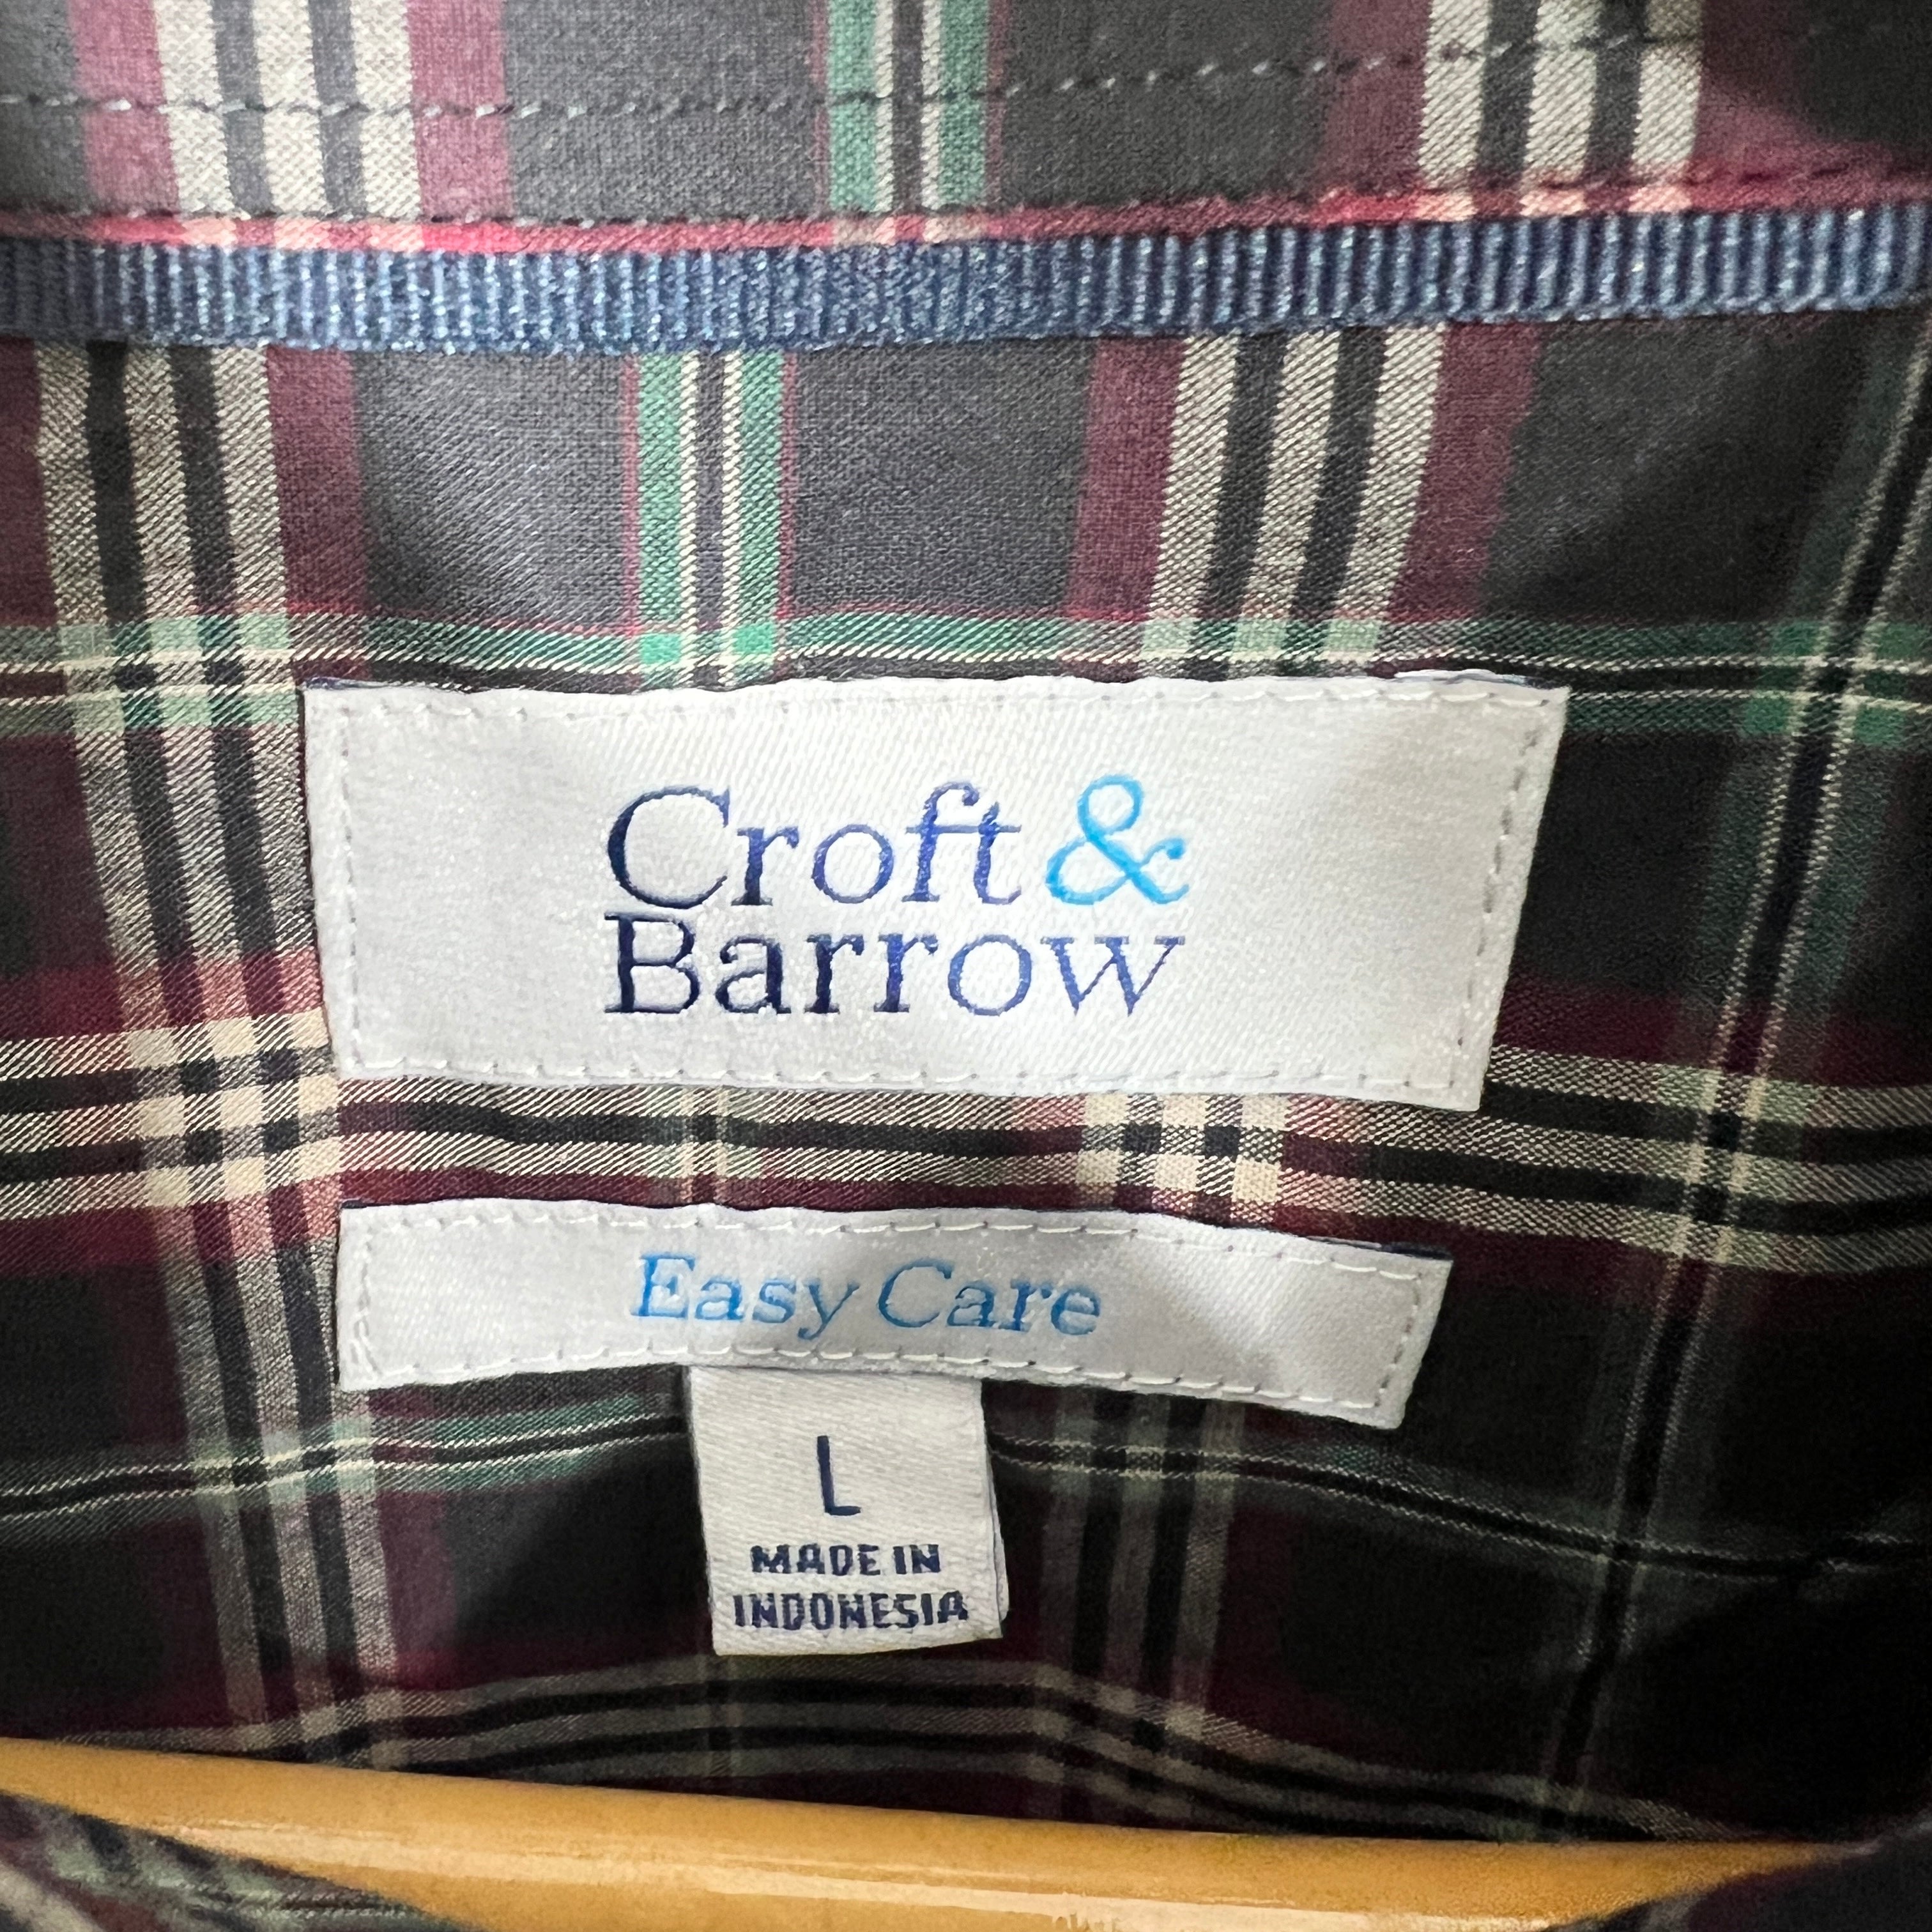 Croft &
Barrow
Easy Care
L
MADE IN
INDONESIA